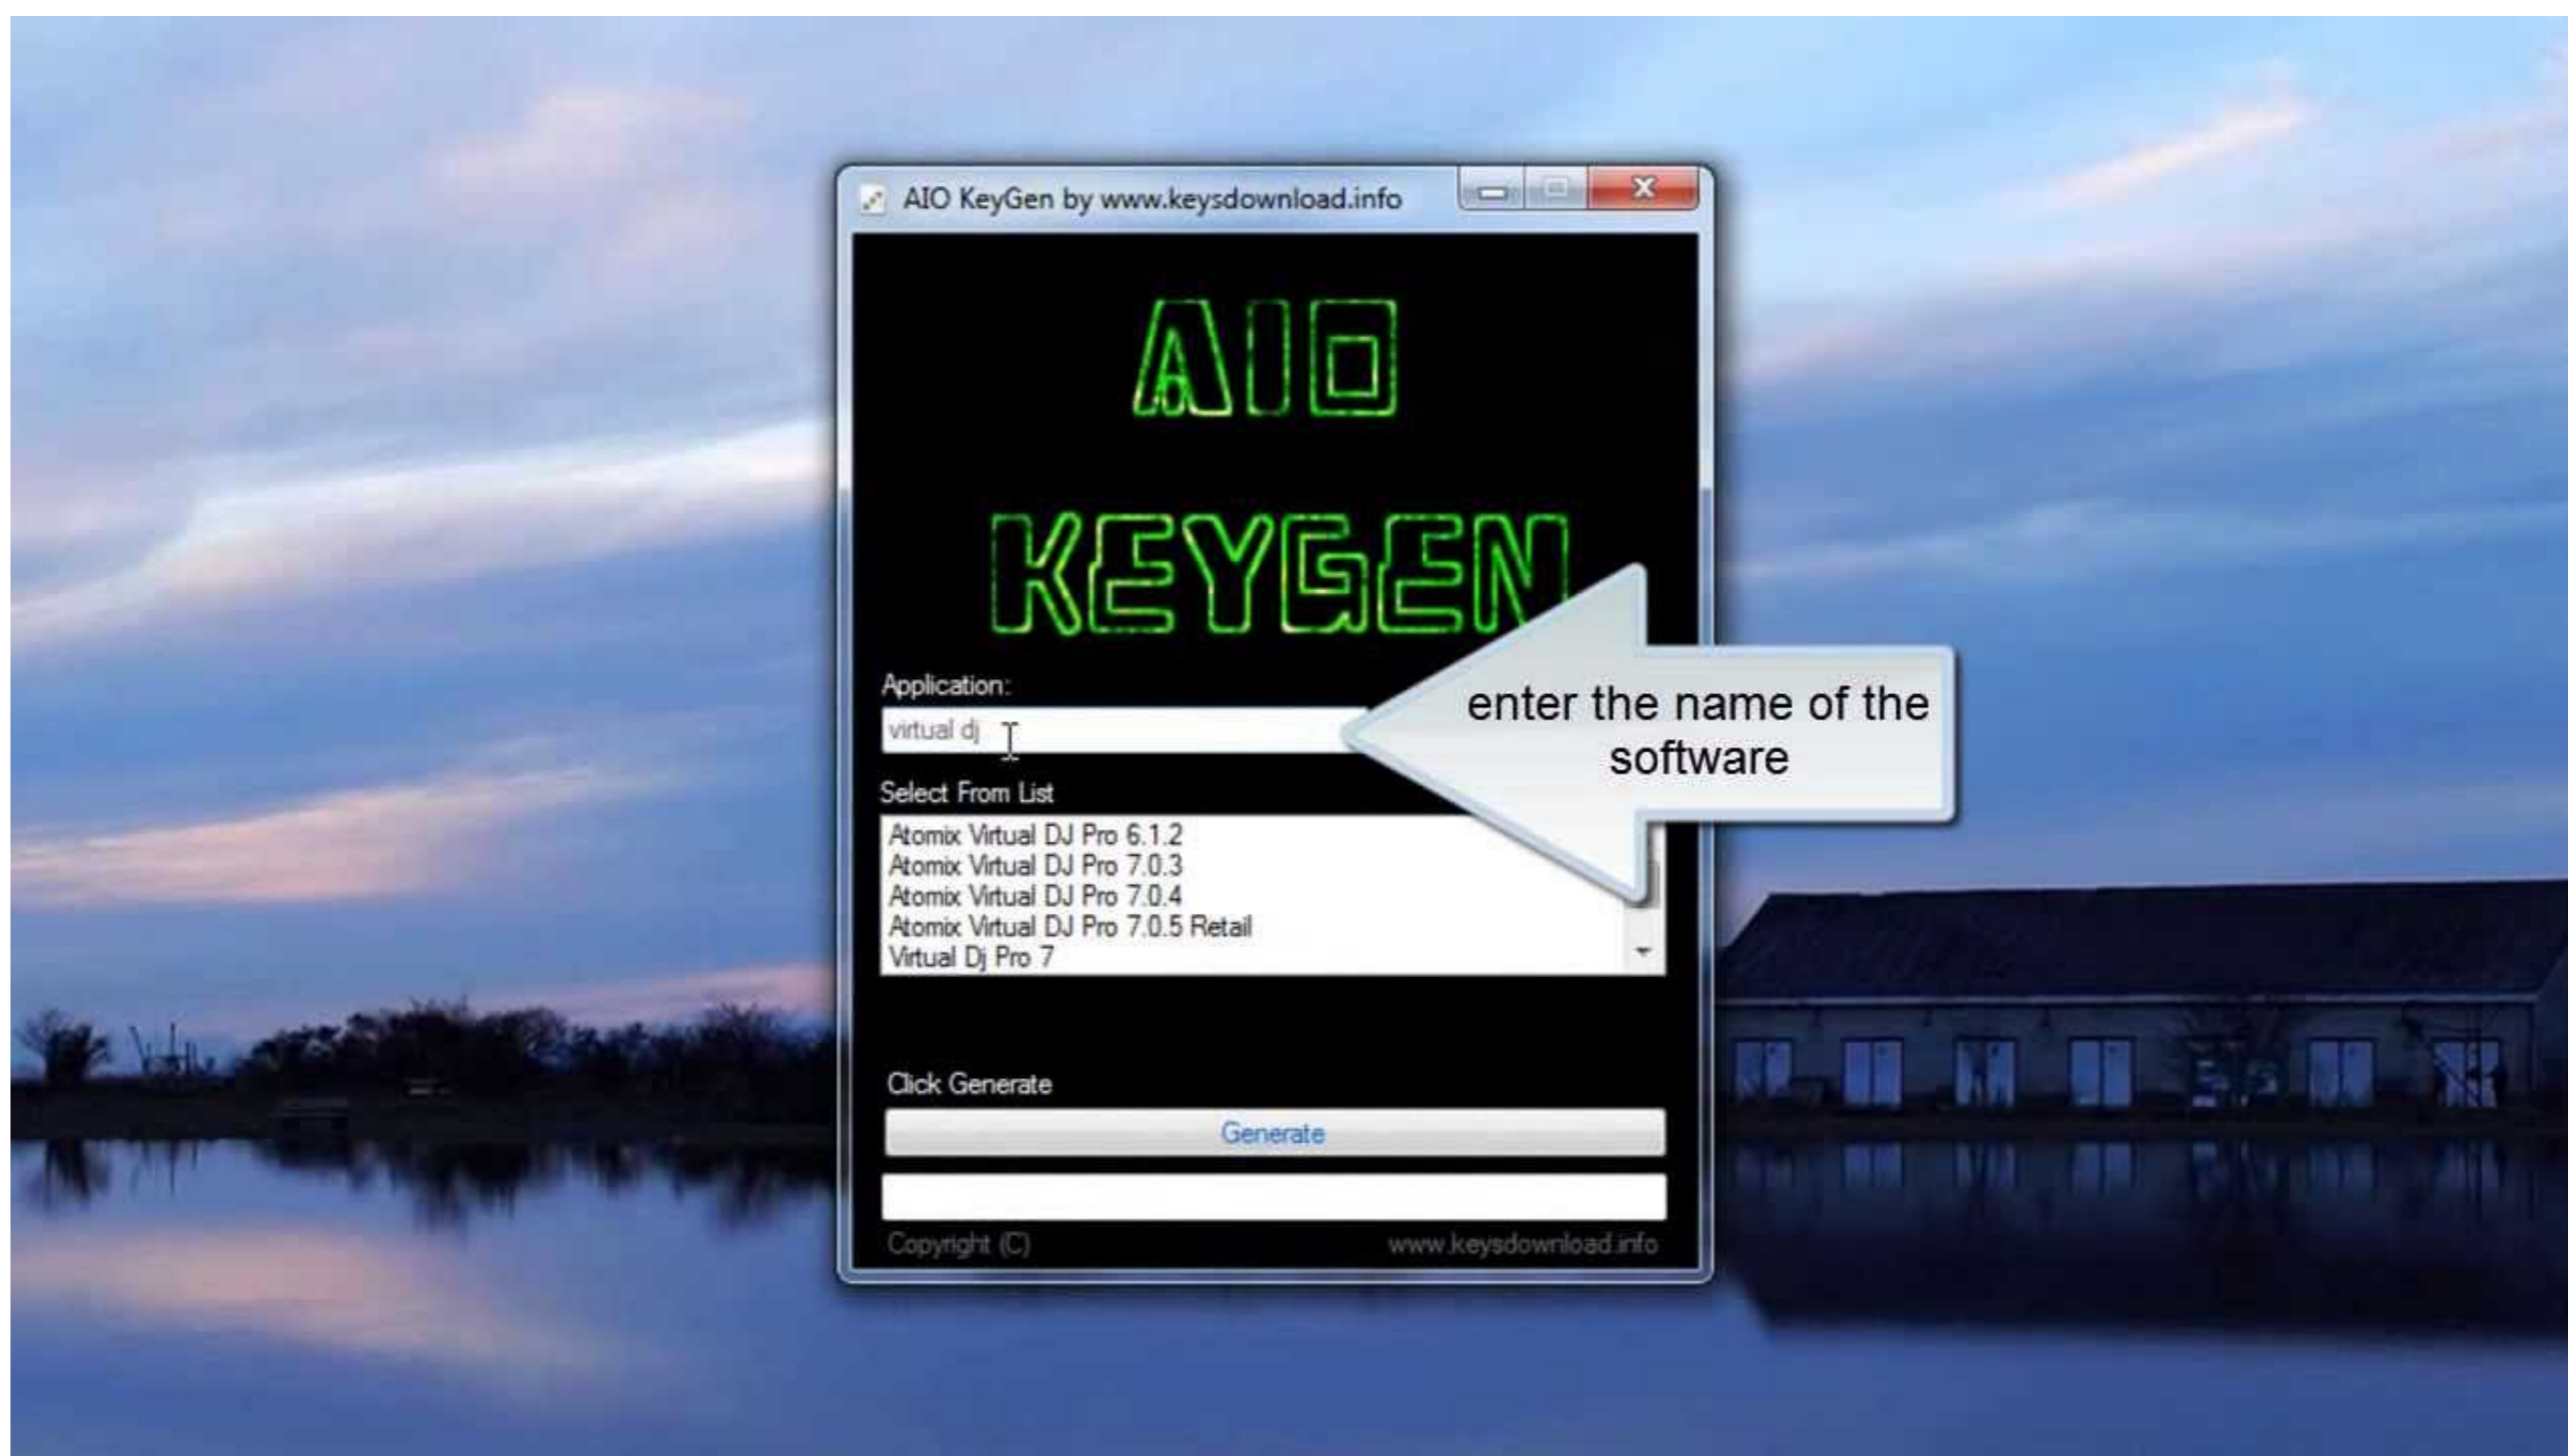 AIO KeyGen by www.keysdownload.info
AIO
KEYGEN
Application:
virtual dj
enter the name of the
software
Select From List
Atomix Virtual DJ Pro 6.1.2
Atomix Virtual DJ Pro 7.0.3
Atomix Virtual DJ Pro 7.0.4
Atomix Virtual DJ Pro 7.0.5 Retail
Virtual Dj Pro 7
Click Generate
Generate
Copyright (C)
www.keysdownload.info